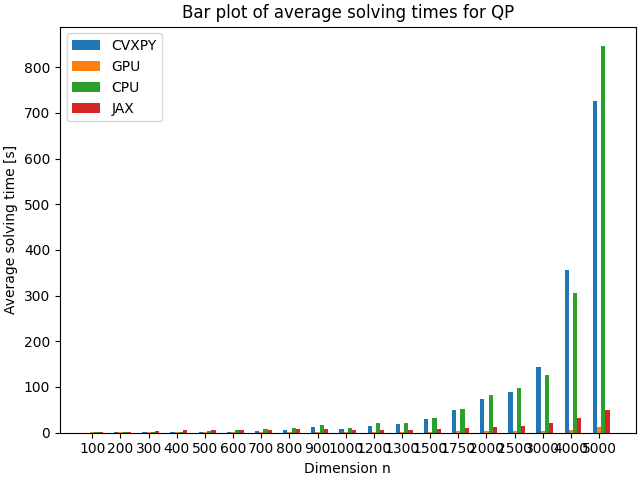 Bar plot of average solving times for QP
CVXPY
GPU
CPU
JAX
Average solving time [s]
800
700
600
500
400
300
200
100
0
100 200 300 400 500 600 700 800 900 1000 1200 1300 1500 1750 2000 2500 3000 4000 5000
Dimension n